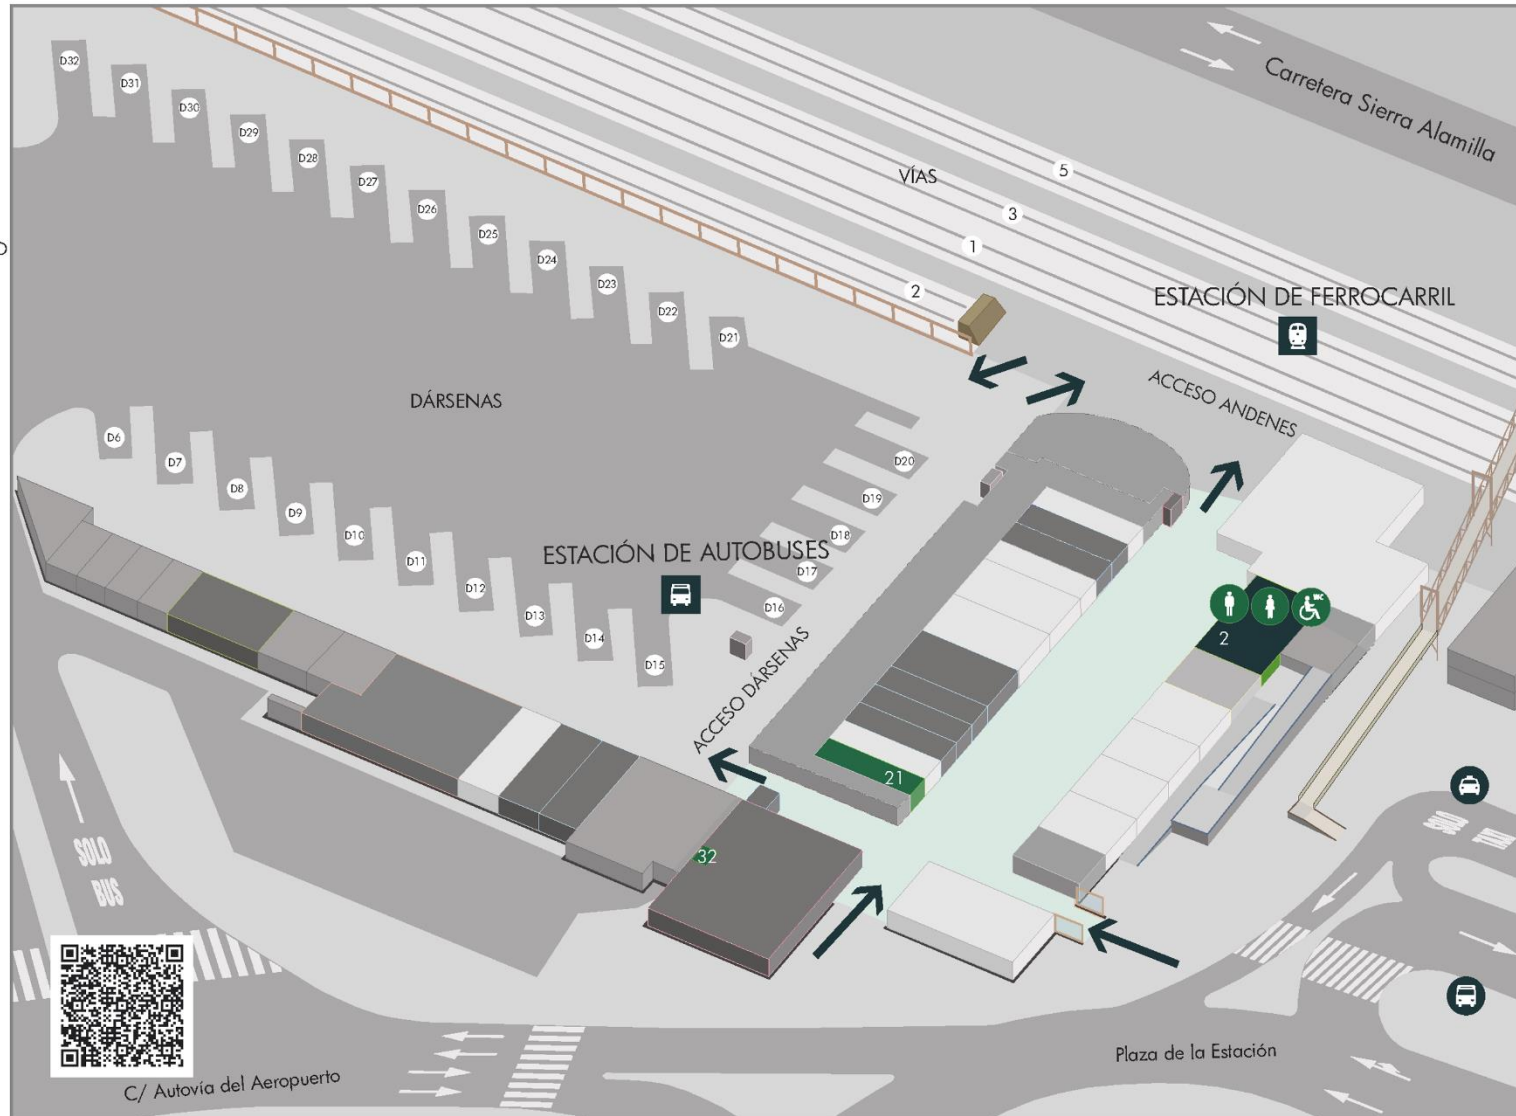 Carretera Sierra Alamilla
D32
D31
D30
D29
D28
D27
D26
D25
D24
D23
D22
D21
VÍAS
5
3
1
2
ESTACIÓN DE FERROCARRIL
ACCESO ANDENES
DÁRSENAS
D6
D7
D8
D9
D10
D11
D12
D13
D14
D15
D20
D19
D18
D17
D16
ESTACIÓN DE AUTOBUSES
ACCESO DÁRSENAS
WC
2
21
32
SOLO
TAXI
SOLO
BUS
Plaza de la Estación
C/ Autovía del Aeropuerto